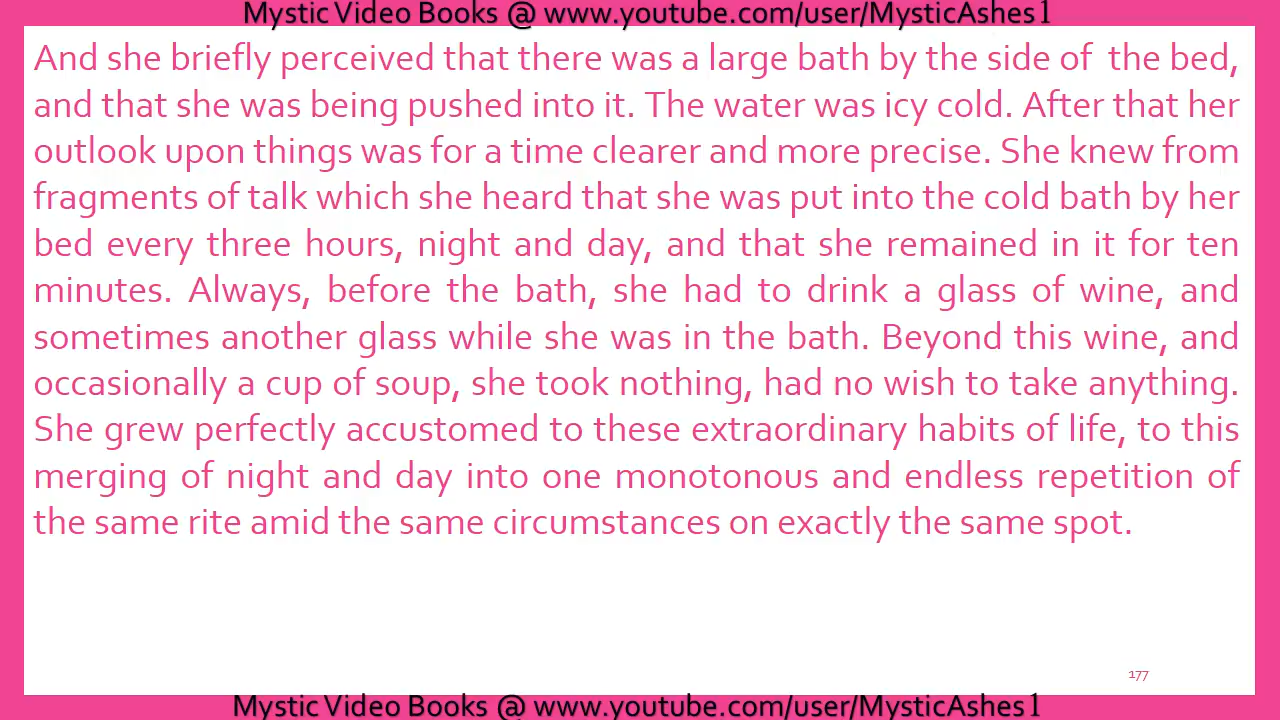 Mystic Video Books @ www.youtube.com/user/MysticAshes1
And she briefly perceived that there was a large bath by the side of the bed,
and that she was being pushed into it. The water was icy cold. After that her
outlook upon things was for a time clearer and more precise. She knew from
fragments of talk which she heard that she was put into the cold bath by her
bed every three hours, night and day, and that she remained in it for ten
minutes. Always, before the bath, she had to drink a glass of wine, and
sometimes another glass while she was in the bath. Beyond this wine, and
occasionally a cup of soup, she took nothing, had no wish to take anything.
She grew perfectly accustomed to these extraordinary habits of life, to this
merging of night and day into one monotonous and endless repetition of
the same rite amid the same circumstances on exactly the same spot.
177
Mystic Video Books @ www.youtube.com/user/MysticAshes1